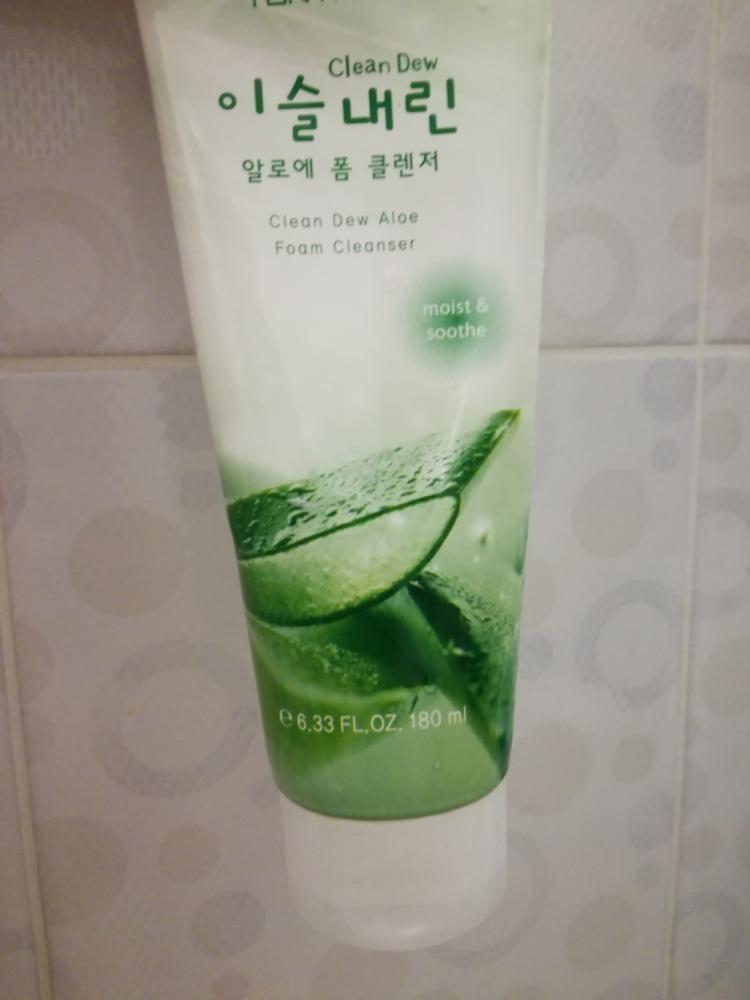 Clean Dew
이슬내린
알로에 폼 클렌저
Clean Dew Aloe
Foam Cleanser
moist &
soothe
℮ 6.33 FL.OZ. 180 ml